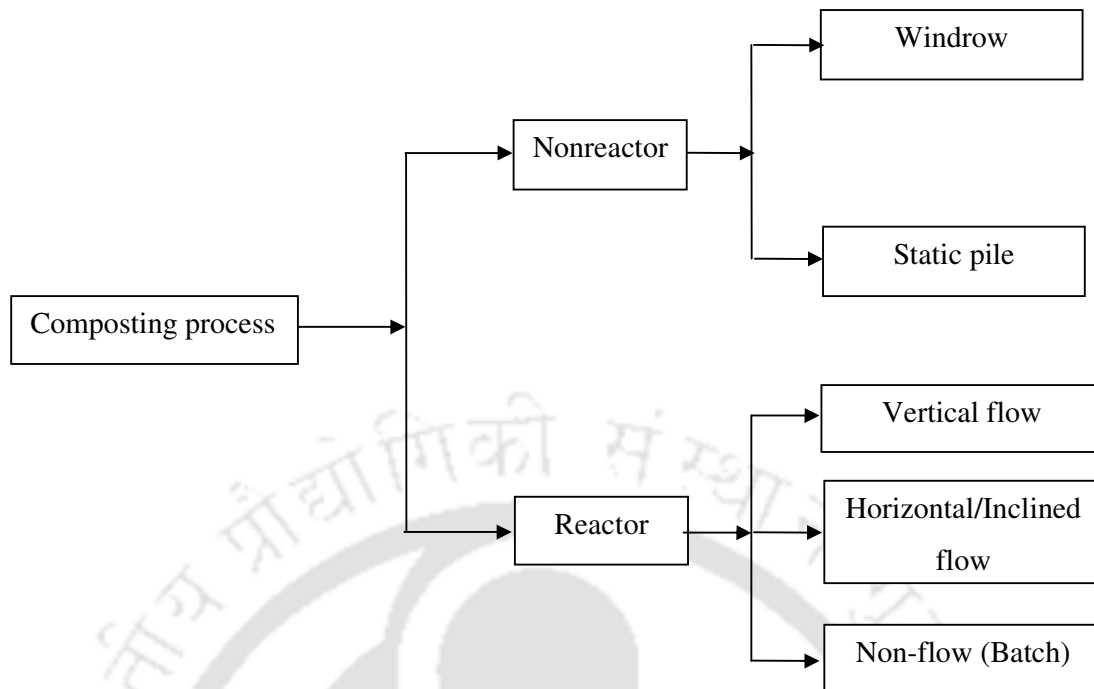 Windrow
Nonreactor
Static pile
Composting process
Vertical flow
Reactor
Horizontal/Inclined
flow
Non-flow (Batch)
प्रौद्योगिकी संस्थान